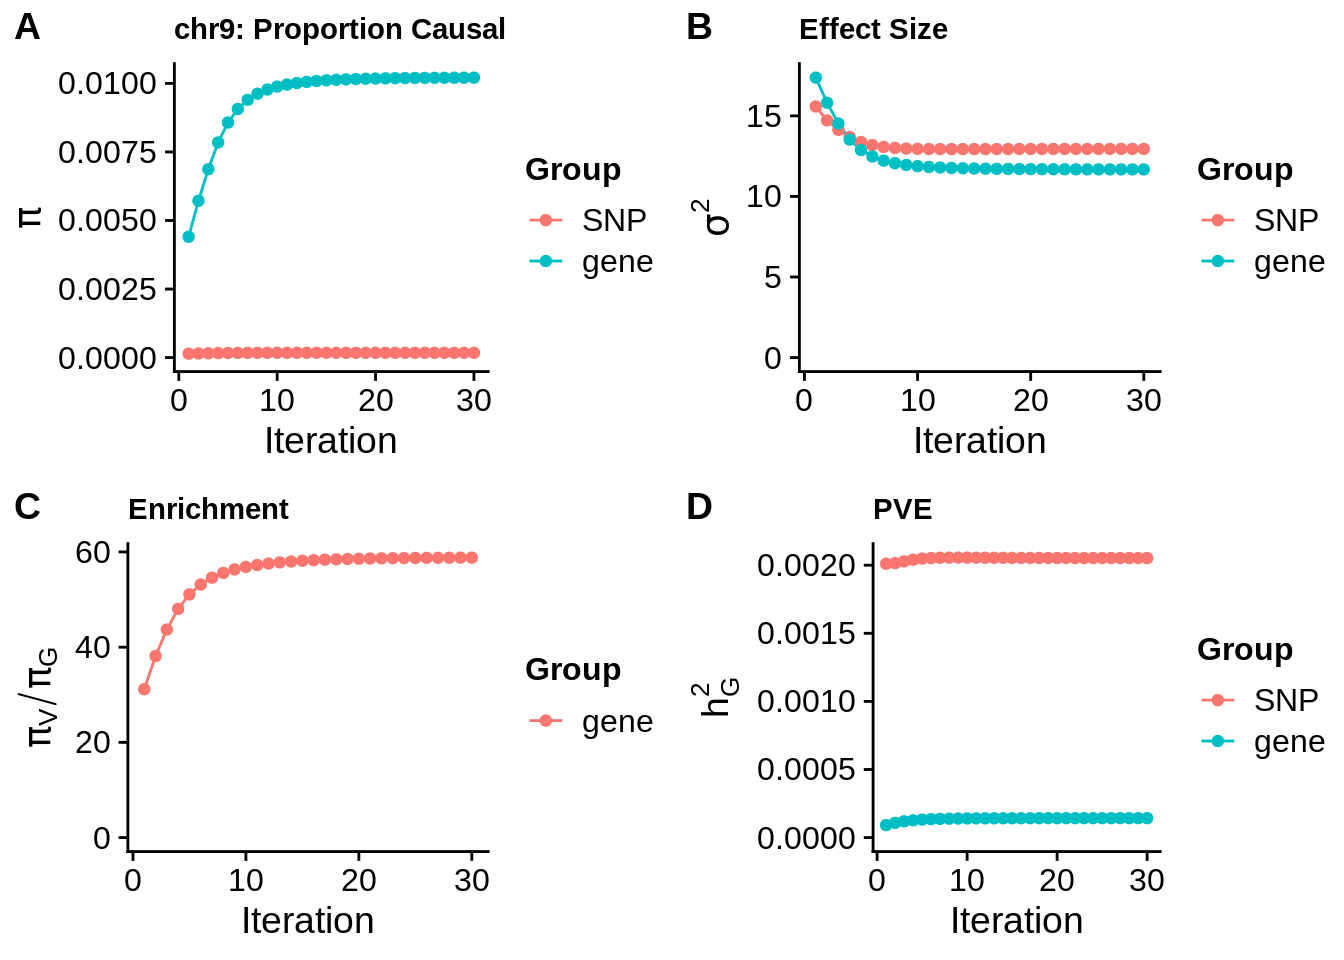 A
chr9: Proportion Causal
π
0.0100
0.0075
0.0050
0.0025
0.0000
0 10 20 30
Iteration
Group
SNP
gene
B
Effect Size
σ²
15
10
5
0
0 10 20 30
Iteration
Group
SNP
gene
C
Enrichment
πV/πG
60
40
20
0
0 10 20 30
Iteration
Group
gene
D
PVE
h²G
0.0020
0.0015
0.0010
0.0005
0.0000
0 10 20 30
Iteration
Group
SNP
gene